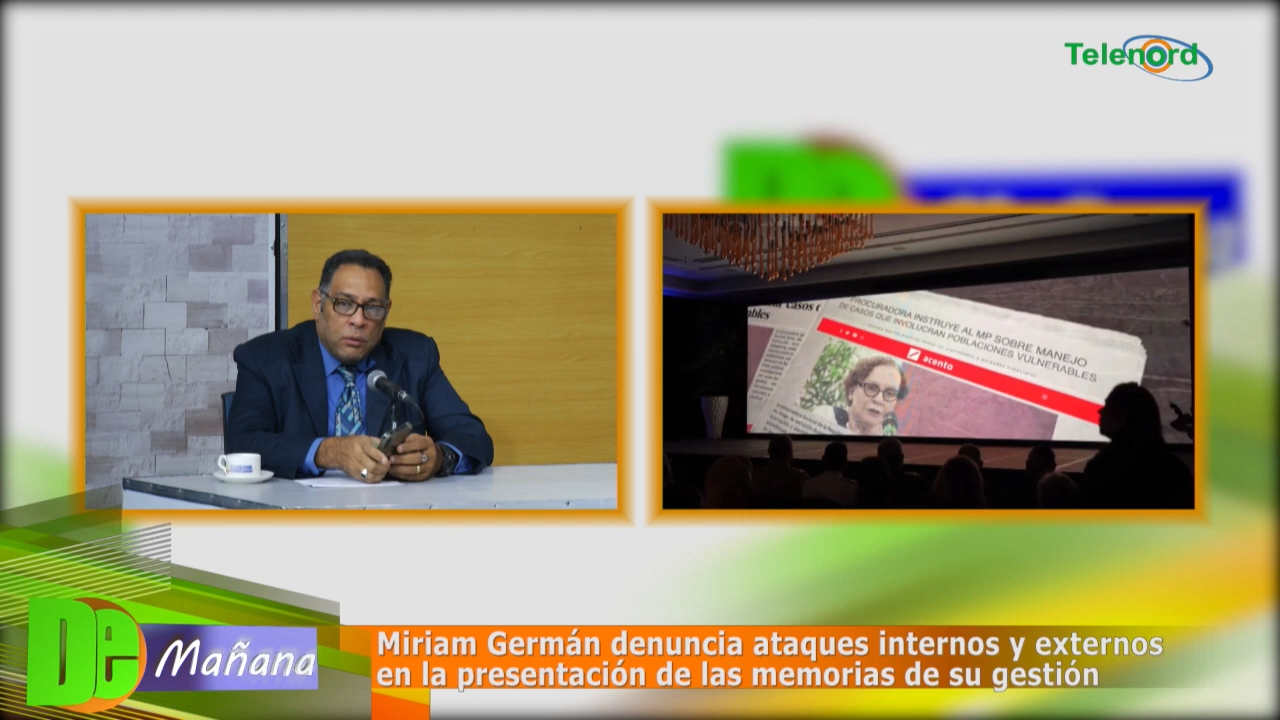 Telenord
PROCURADORA INSTRUYE AL MP SOBRE MANEJO
DE CASOS QUE INVOLUCRAN POBLACIONES VULNERABLES
acento
De
Mañana
Miriam Germán denuncia ataques internos y externos
en la presentación de las memorias de su gestión